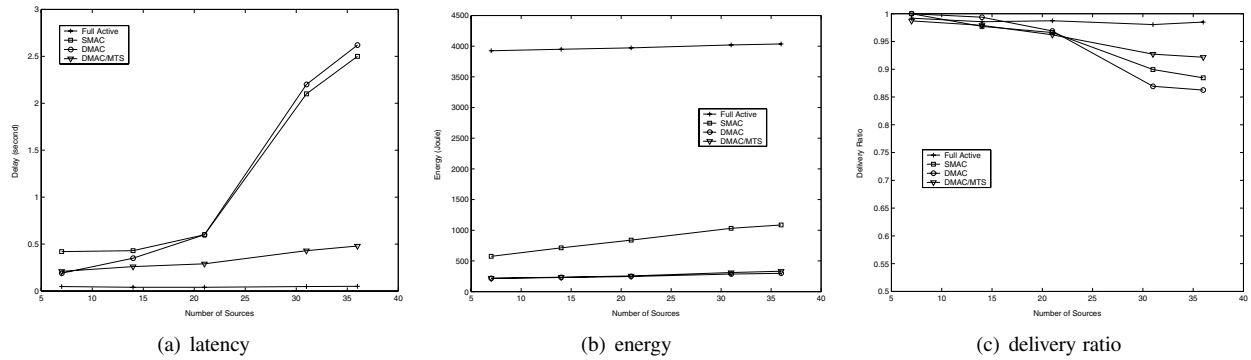 3
2.5
2
1.5
1
0.5
0
Delay (second)
Full Active
SMAC
DMAC
DMAC/MTS
5 10 15 20 25 30 35 40
Number of Sources
(a) latency
4500
4000
3500
3000
2500
2000
1500
1000
500
0
Energy (Joule)
Full Active
SMAC
DMAC
DMAC/MTS
5 10 15 20 25 30 35 40
Number of Sources
(b) energy
1
0.95
0.9
0.85
0.8
0.75
0.7
0.65
0.6
0.55
0.5
Delivery Ratio
Full Active
SMAC
DMAC
DMAC/MTS
5 10 15 20 25 30 35 40
Number of Sources
(c) delivery ratio